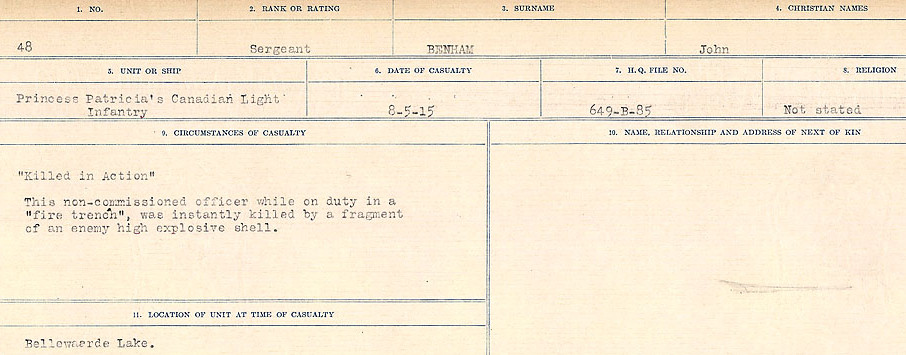 1. NO. 2. RANK OR RATING 3. SURNAME 4. CHRISTIAN NAMES
48 Sergeant BENHAM John
5. UNIT OR SHIP 6. DATE OF CASUALTY 7. H. Q. FILE NO. 8. RELIGION
Princess Patricia's Canadian Light
Infantry 8-5-15 649-B-85 Not stated
9. CIRCUMSTANCES OF CASUALTY 10. NAME, RELATIONSHIP AND ADDRESS OF NEXT OF KIN
"Killed in Action"
This non-commissioned officer while on duty in a
"fire trench", was instantly killed by a fragment
of an enemy high explosive shell.
11. LOCATION OF UNIT AT TIME OF CASUALTY
Bellewaerde Lake.